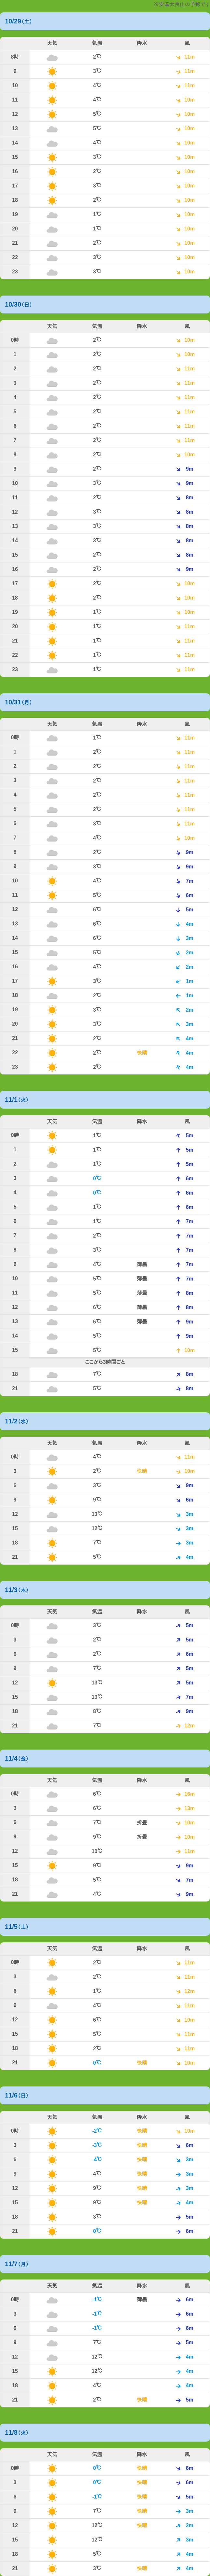 10/29(土)
天気 気温 降水 風
8時 2℃ 11m
9 3℃ 11m
10 4℃ 11m
11 4℃ 10m
12 5℃ 10m
13 5℃ 10m
14 4℃ 10m
15 3℃ 10m
16 2℃ 10m
17 3℃ 10m
18 2℃ 10m
19 1℃ 10m
20 1℃ 10m
21 2℃ 10m
22 3℃ 10m
23 3℃ 10m
10/30(日)
天気 気温 降水 風
0時 2℃ 10m
1 2℃ 10m
2 2℃ 11m
3 2℃ 11m
4 2℃ 11m
5 2℃ 11m
6 2℃ 11m
7 2℃ 11m
8 2℃ 10m
9 2℃ 9m
10 3℃ 9m
11 2℃ 8m
12 3℃ 8m
13 3℃ 8m
14 3℃ 8m
15 2℃ 8m
16 2℃ 9m
17 2℃ 10m
18 2℃ 10m
19 1℃ 10m
20 1℃ 11m
21 1℃ 11m
22 1℃ 11m
23 1℃ 11m
10/31(月)
天気 気温 降水 風
0時 1℃ 11m
1 2℃ 11m
2 2℃ 11m
3 2℃ 11m
4 2℃ 11m
5 2℃ 11m
6 3℃ 11m
7 4℃ 10m
8 2℃ 9m
9 3℃ 9m
10 4℃ 7m
11 5℃ 6m
12 6℃ 5m
13 6℃ 4m
14 6℃ 3m
15 5℃ 2m
16 4℃ 2m
17 3℃ 1m
18 2℃ 1m
19 3℃ 2m
20 3℃ 3m
21 2℃ 4m
22 2℃ 快晴 4m
23 2℃ 4m
11/1(火)
天気 気温 降水 風
0時 1℃ 5m
1 1℃ 5m
2 1℃ 5m
3 0℃ 6m
4 0℃ 6m
5 1℃ 6m
6 1℃ 7m
7 2℃ 7m
8 3℃ 7m
9 4℃ 薄曇 7m
10 5℃ 薄曇 7m
11 5℃ 薄曇 8m
12 6℃ 薄曇 8m
13 6℃ 薄曇 9m
14 5℃ 9m
15 5℃ 10m
ここから3時間ごと
18 7℃ 8m
21 5℃ 8m
11/2(水)
天気 気温 降水 風
0時 4℃ 11m
3 2℃ 快晴 10m
6 3℃ 9m
9 9℃ 6m
12 13℃ 3m
15 12℃ 3m
18 7℃ 3m
21 5℃ 4m
11/3(木)
天気 気温 降水 風
0時 3℃ 5m
3 2℃ 5m
6 2℃ 6m
9 7℃ 5m
12 13℃ 5m
15 13℃ 7m
18 8℃ 9m
21 7℃ 12m
11/4(金)
天気 気温 降水 風
0時 6℃ 16m
3 6℃ 13m
6 7℃ 折曇 10m
9 9℃ 折曇 10m
12 10℃ 11m
15 9℃ 9m
18 5℃ 7m
21 4℃ 9m
11/5(土)
天気 気温 降水 風
0時 2℃ 11m
3 2℃ 11m
6 1℃ 12m
9 4℃ 11m
12 6℃ 10m
15 5℃ 11m
18 2℃ 11m
21 0℃ 快晴 10m
11/6(日)
天気 気温 降水 風
0時 -2℃ 快晴 10m
3 -3℃ 快晴 6m
6 -4℃ 快晴 3m
9 4℃ 快晴 3m
12 9℃ 快晴 3m
15 9℃ 快晴 4m
18 3℃ 5m
21 0℃ 6m
11/7(月)
天気 気温 降水 風
0時 -1℃ 薄曇 6m
3 -1℃ 6m
6 -1℃ 6m
9 7℃ 5m
12 12℃ 4m
15 12℃ 4m
18 4℃ 4m
21 2℃ 快晴 5m
11/8(火)
天気 気温 降水 風
0時 0℃ 快晴 6m
3 0℃ 快晴 6m
6 -1℃ 快晴 5m
9 7℃ 快晴 3m
12 12℃ 快晴 2m
15 12℃ 3m
18 5℃ 4m
21 3℃ 快晴 4m